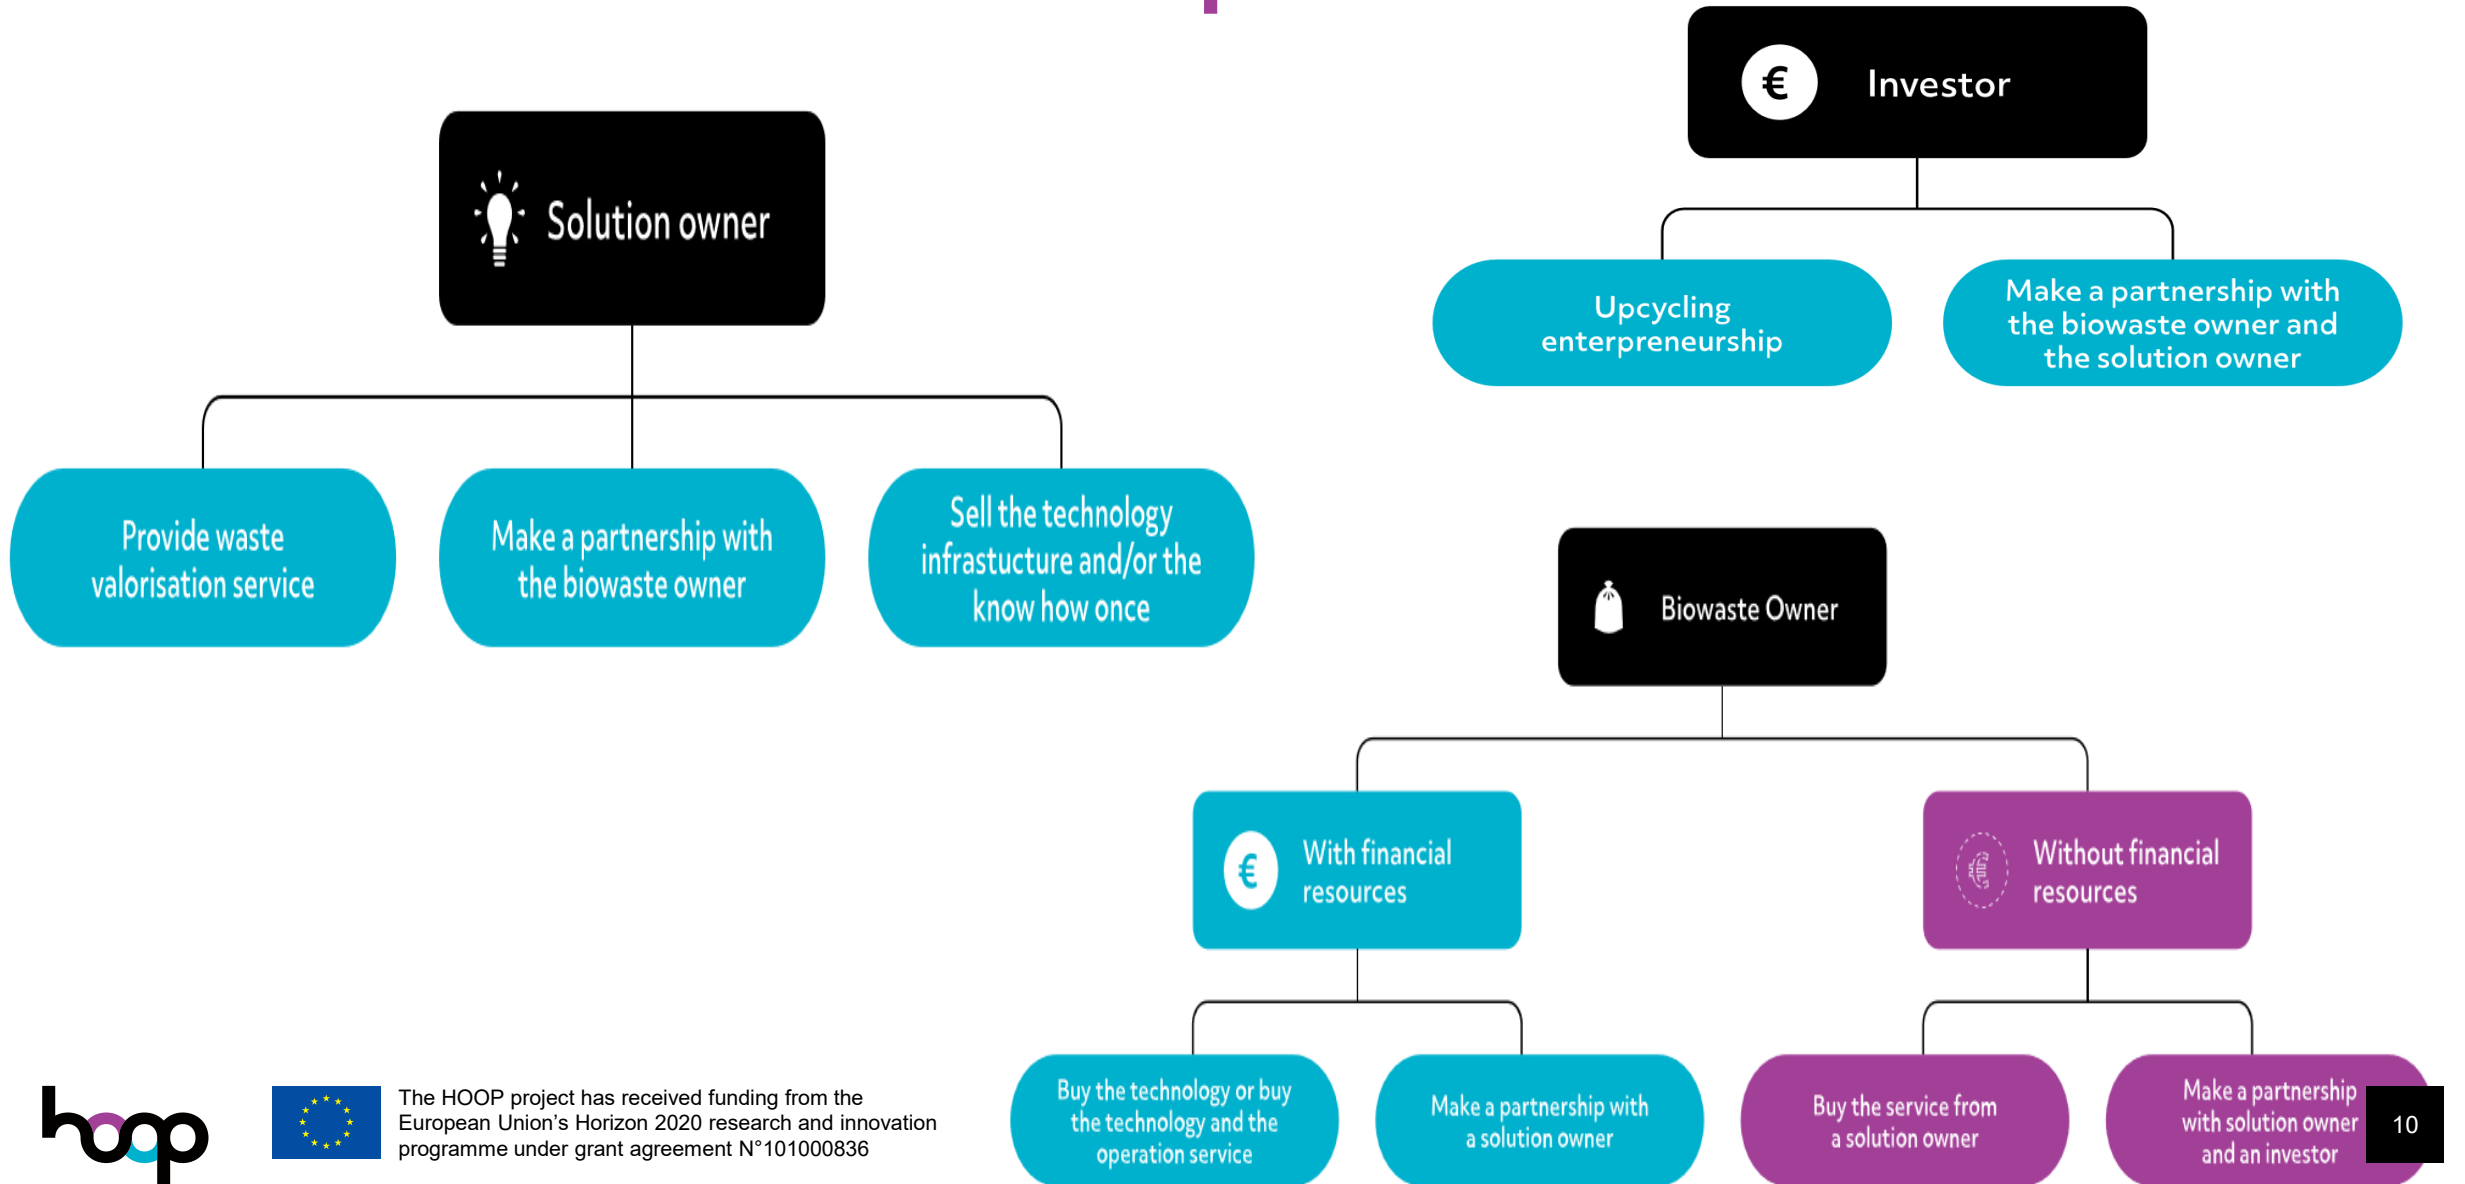 € Investor
Solution owner
Upcycling
enterpreneurship
Make a partnership with
the biowaste owner and
the solution owner
Provide waste
valorisation service
Make a partnership with
the biowaste owner
Sell the technology
infrastucture and/or the
know how once
Biowaste Owner
€ With financial
resources
€ Without financial
resources
Buy the technology or buy
the technology and the
operation service
Make a partnership with
a solution owner
Buy the service from
a solution owner
Make a partnership
with solution owner
and an investor
hoop
The HOOP project has received funding from the
European Union’s Horizon 2020 research and innovation
programme under grant agreement N°101000836
10